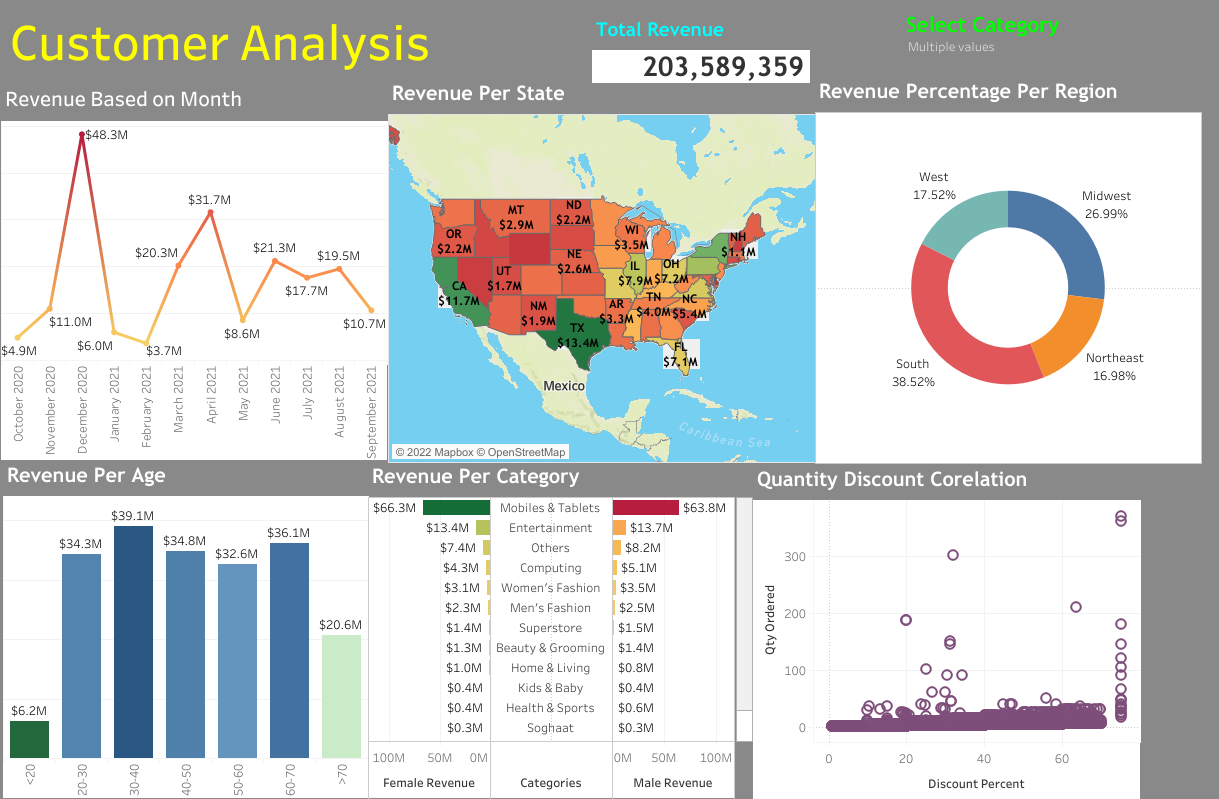 Customer Analysis
Total Revenue
203,589,359
Select Category
Multiple values
Revenue Based on Month
$48.3M
$31.7M
$20.3M
$21.3M
$19.5M
$17.7M
$11.0M
$10.7M
$8.6M
$6.0M
$4.9M
$3.7M
October 2020
November 2020
December 2020
January 2021
February 2021
March 2021
April 2021
May 2021
June 2021
July 2021
August 2021
September 2021
Revenue Per State
MT
$2.9M
ND
$2.2M
OR
$2.2M
WI
$3.5M
NH
$1.1M
NE
$2.6M
UT
$1.7M
IL
$7.9M
OH
$7.2M
CA
$11.7M
NM
$1.9M
AR
$3.3M
TN
$4.0M
NC
$5.4M
TX
$13.4M
FL
$7.1M
Mexico
Caribbean Sea
© 2022 Mapbox © OpenStreetMap
Revenue Percentage Per Region
West
17.52%
Midwest
26.99%
South
38.52%
Northeast
16.98%
Revenue Per Age
$6.2M
$34.3M
$39.1M
$34.8M
$32.6M
$36.1M
$20.6M
<20
20-30
30-40
40-50
50-60
60-70
>70
Revenue Per Category
$66.3M Mobiles & Tablets $63.8M
$13.4M Entertainment $13.7M
$7.4M Others $8.2M
$4.3M Computing $5.1M
$3.1M Women's Fashion $3.5M
$2.3M Men's Fashion $2.5M
$1.4M Superstore $1.5M
$1.3M Beauty & Grooming $1.4M
$1.0M Home & Living $0.8M
$0.4M Kids & Baby $0.4M
$0.4M Health & Sports $0.6M
$0.3M Soghaat $0.3M
100M 50M 0M 0M 50M 100M
Female Revenue Categories Male Revenue
Quantity Discount Corelation
Qty Ordered
300
200
100
0
0 20 40 60
Discount Percent